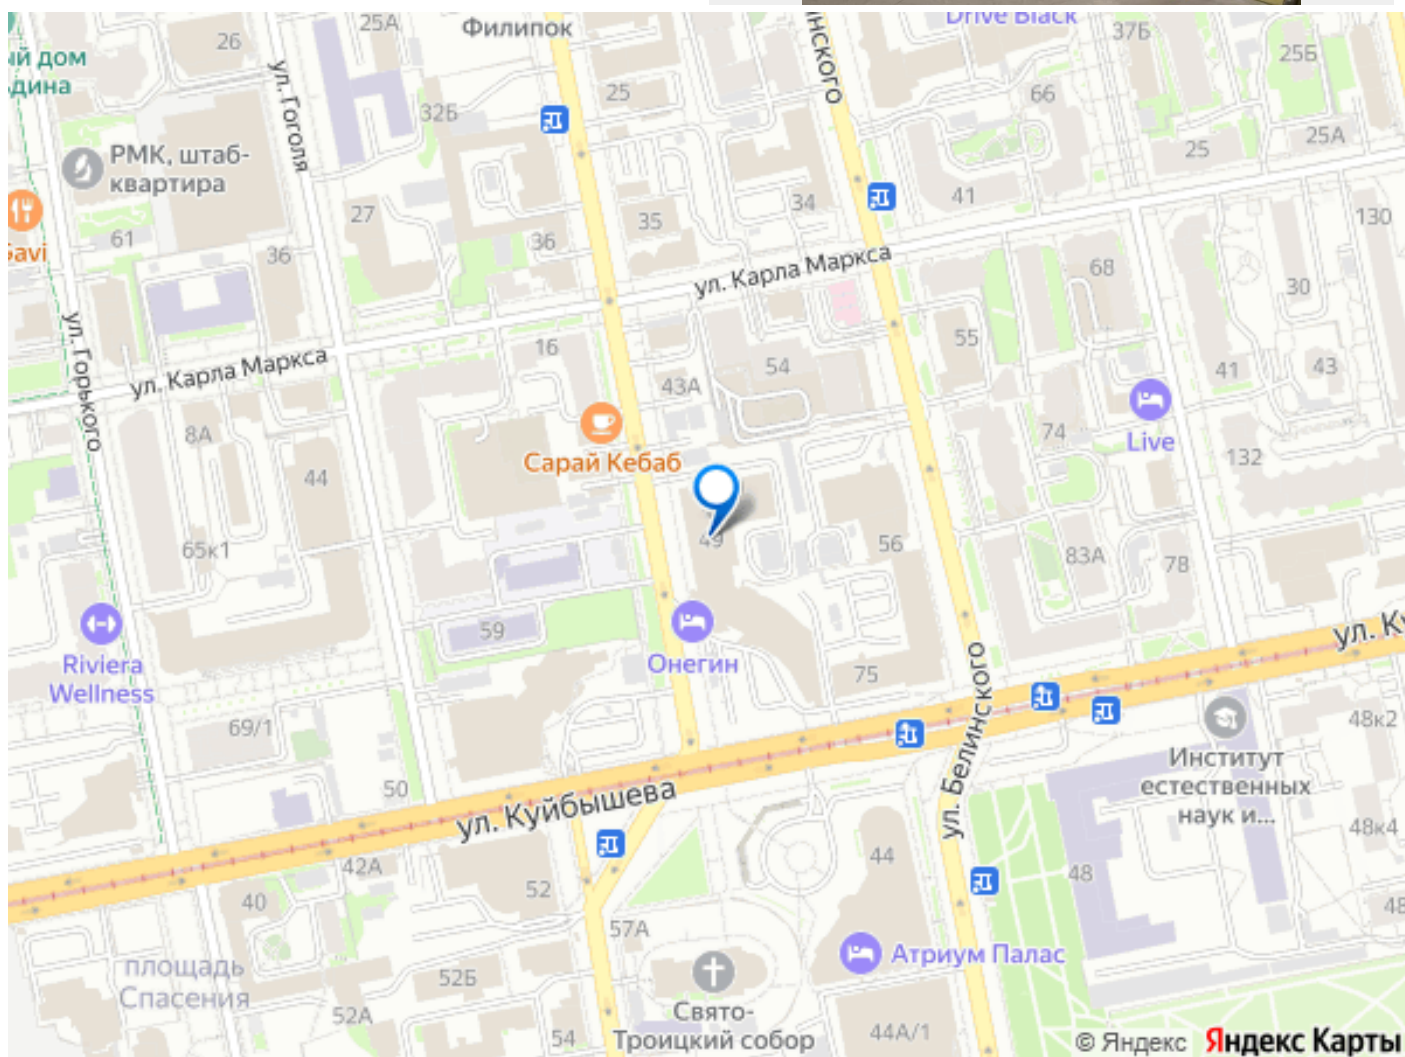 Филипок
Drive Black
25А
26
37Б
25Б
ый дом
дина
ул. Гоголя
нского
32Б
25
66
РМК, штаб-
квартира
25
25А
27
35
34
41
130
Savi
61
36
36
ул. Карла Маркса
68
30
ул. Горького
16
55
ул. Карла Маркса
43А
54
41
43
8А
Сарай Кебаб
74
Live
132
44
65к1
49
56
83А
78
59
Онегин
Riviera
Wellness
75
ул. Белинского
ул. К
69/1
48к2
Институт
естественных
наук и...
50
ул. Куйбышева
48к4
42А
44
48
40
52
57А
48
площадь
Спасения
52Б
Атриум Палас
52А
54
Свято-
Троицкий собор
44А/1
© Яндекс Яндекс Карты